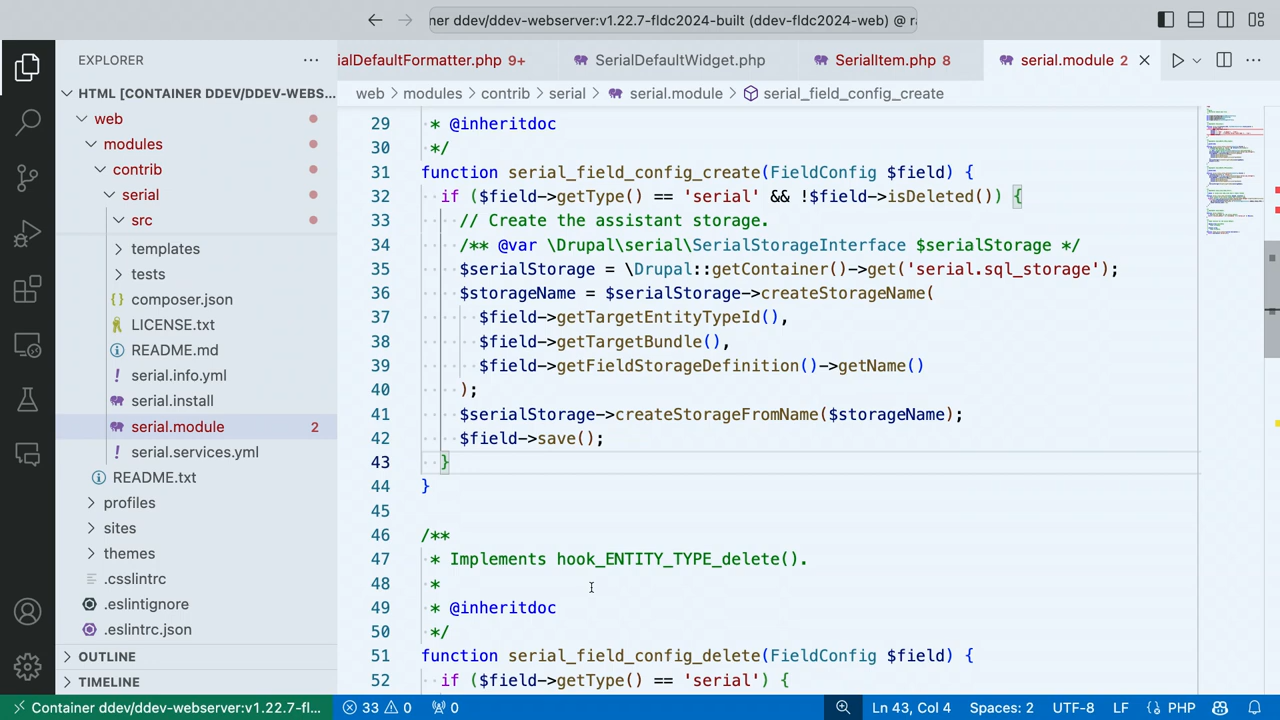 ner ddev/ddev-webserver:v1.22.7-fldc2024-built (ddev-fldc2024-web) @
EXPLORER
ialDefaultFormatter.php 9+
SerialDefaultWidget.php
SerialItem.php 8
serial.module 2
HTML [CONTAINER DDEV/DDEV-WEBS...
web > modules > contrib > serial > serial.module > serial_field_config_create
web
modules
contrib
serial
src
templates
tests
composer.json
LICENSE.txt
README.md
serial.info.yml
serial.install
serial.module 2
serial.services.yml
README.txt
profiles
sites
themes
.csslintrc
.eslintignore
.eslintrc.json
OUTLINE
TIMELINE
29 * @inheritdoc
30 */
31 function serial_field_config_create(FieldConfig $field) {
32 if ($field->getType() == 'serial' && !$field->isDeleted()) {
33 // Create the assistant storage.
34 /** @var \Drupal\serial\SerialStorageInterface $serialStorage */
35 $serialStorage = \Drupal::getContainer()->get('serial.sql_storage');
36 $storageName = $serialStorage->createStorageName(
37 $field->getTargetEntityTypeId(),
38 $field->getTargetBundle(),
39 $field->getFieldStorageDefinition()->getName()
40 );
41 $serialStorage->createStorageFromName($storageName);
42 $field->save();
43 }
44 }
45
46 /**
47 * Implements hook_ENTITY_TYPE_delete().
48 *
49 * @inheritdoc
50 */
51 function serial_field_config_delete(FieldConfig $field) {
52 if ($field->getType() == 'serial') {
Container ddev/ddev-webserver:v1.22.7-fl... 33 0 0 Ln 43, Col 4 Spaces: 2 UTF-8 LF PHP